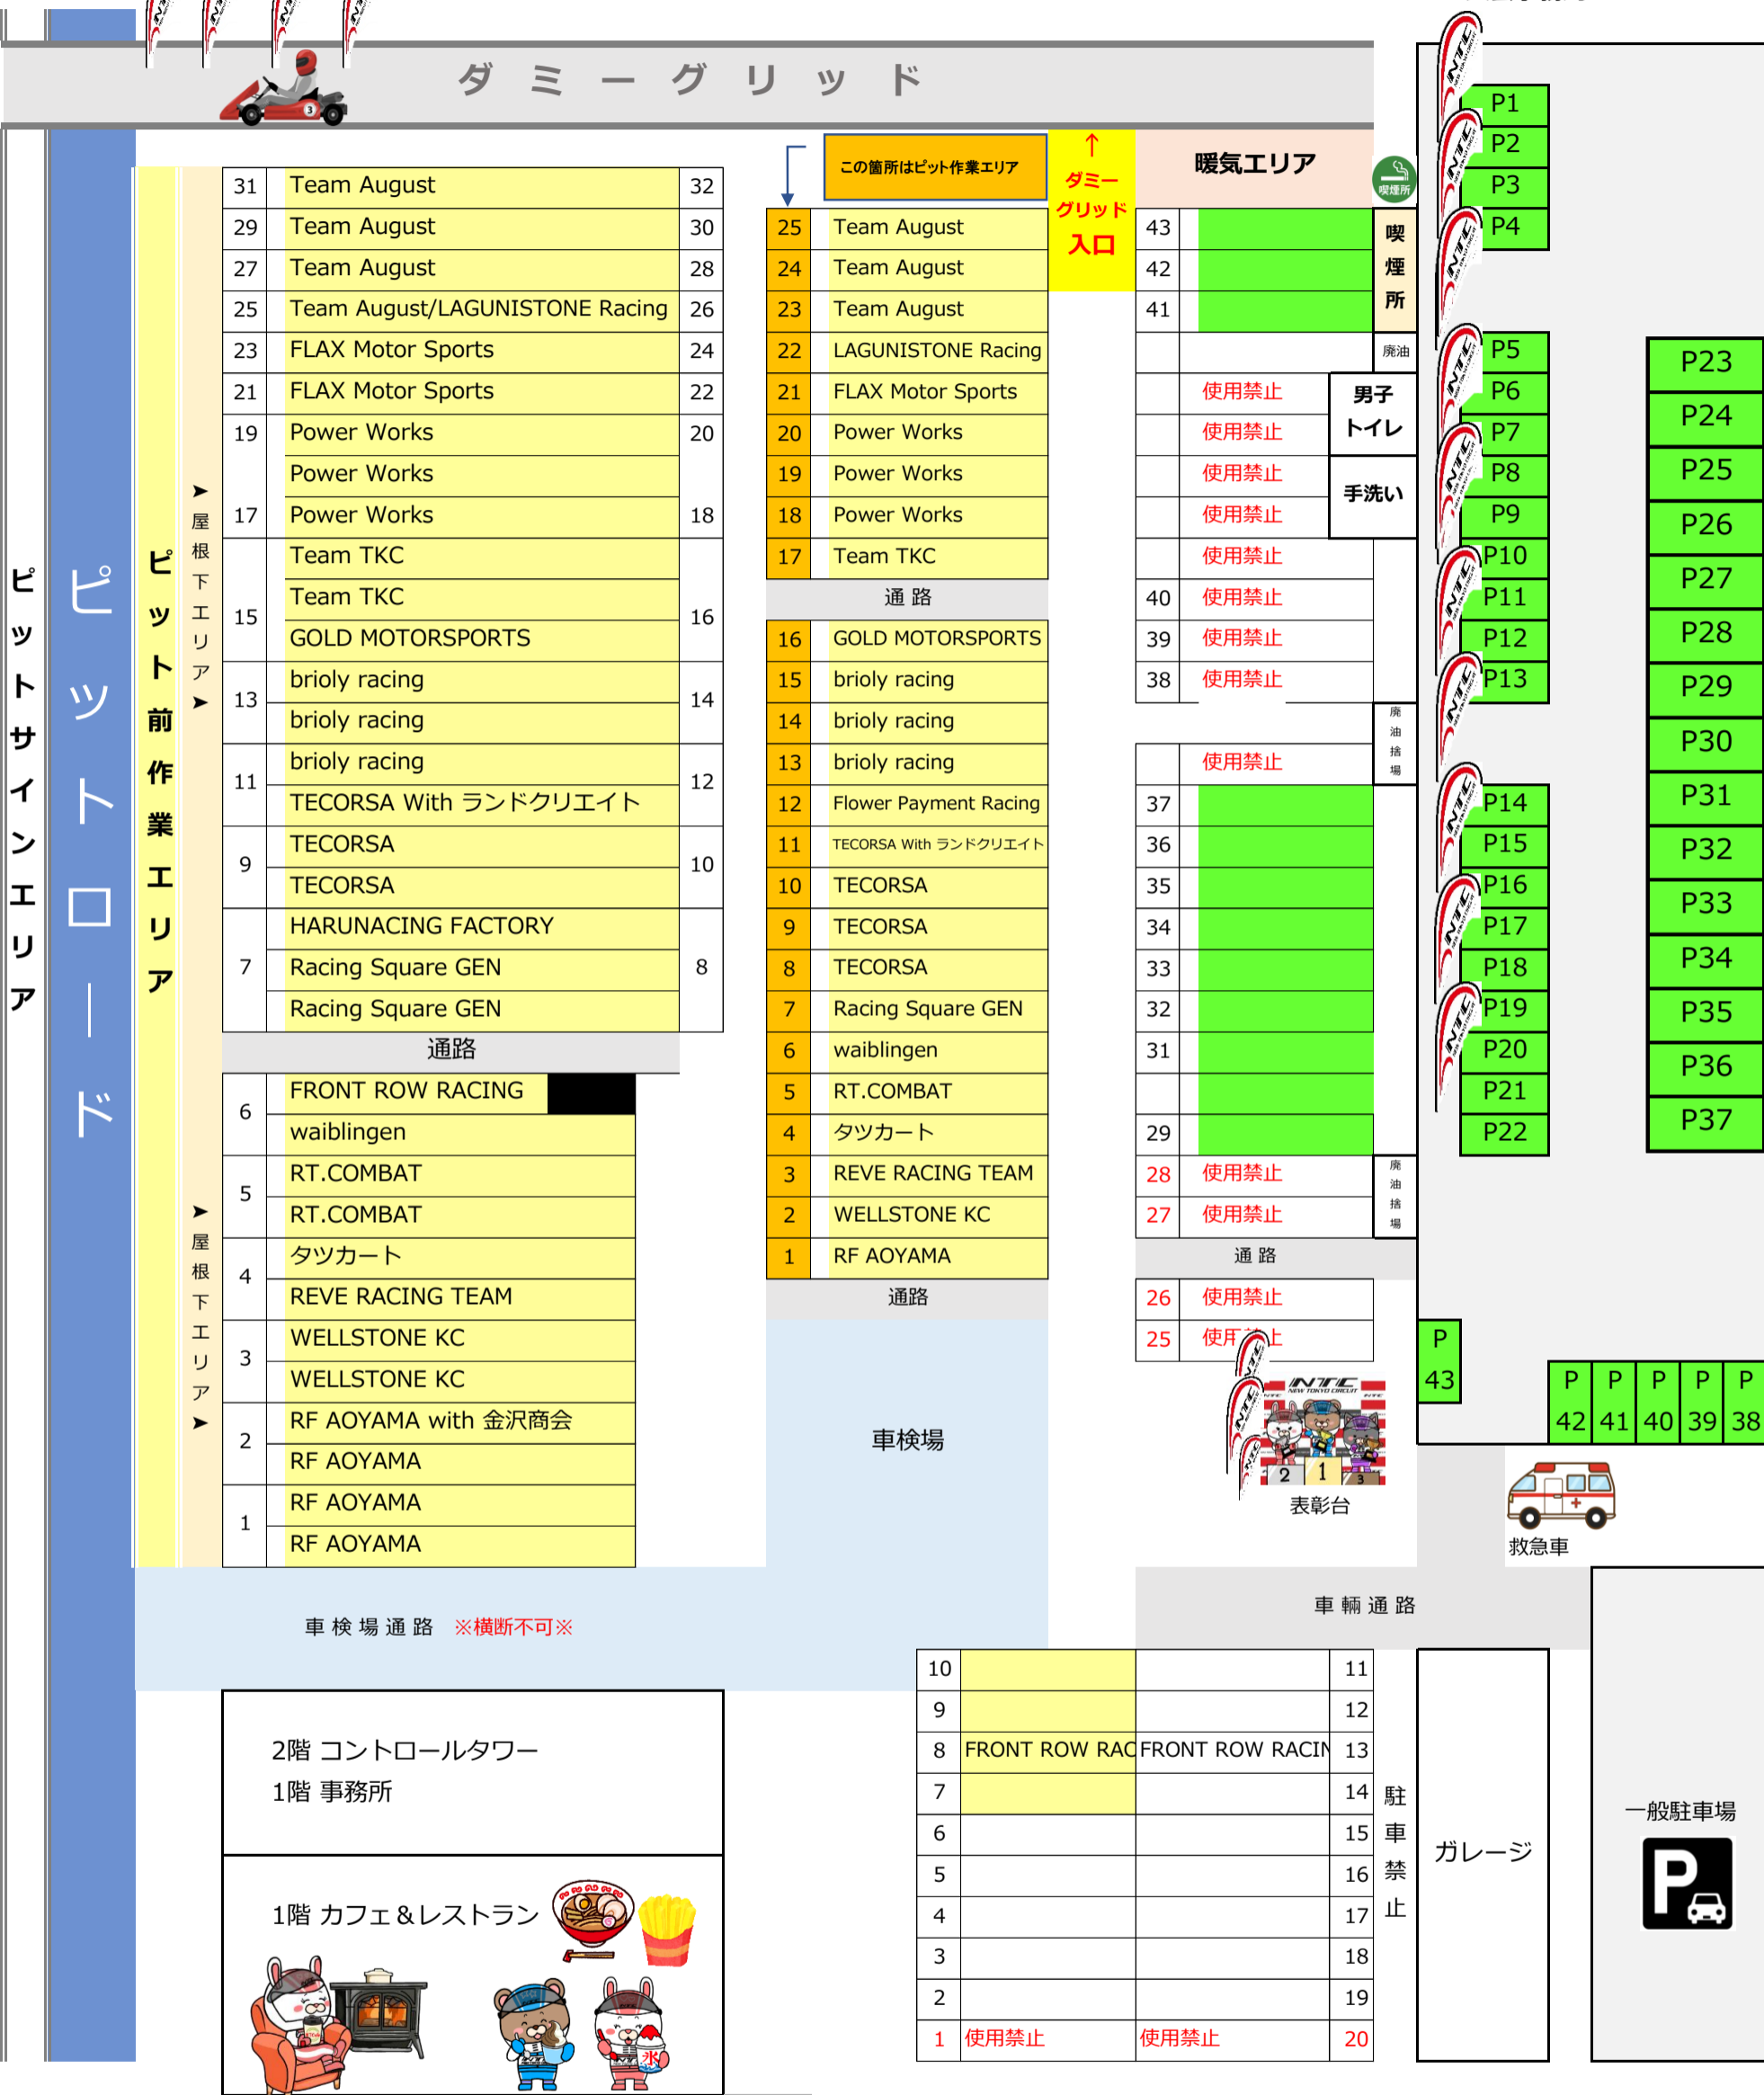 ダミーグリッド
ピットサインエリア
ピットロード
ピット前作業エリア
➤屋根下エリア➤
➤屋根下エリア➤
31 Team August 32
29 Team August 30
27 Team August 28
25 Team August/LAGUNISTONE Racing 26
23 FLAX Motor Sports 24
21 FLAX Motor Sports 22
19 Power Works 20
Power Works
17 Power Works 18
Team TKC
15 Team TKC 16
GOLD MOTORSPORTS
13 brioly racing 14
brioly racing
11 brioly racing 12
TECORSA With ランドクリエイト
9 TECORSA 10
TECORSA
HARUNACING FACTORY
7 Racing Square GEN 8
Racing Square GEN
通路
6 FRONT ROW RACING
waiblingen
5 RT.COMBAT
RT.COMBAT
4 タツカート
REVE RACING TEAM
3 WELLSTONE KC
WELLSTONE KC
2 RF AOYAMA with 金沢商会
RF AOYAMA
1 RF AOYAMA
RF AOYAMA
車検場通路 ※横断不可※
2階 コントロールタワー
1階 事務所
1階 カフェ＆レストラン
氷
この箇所はピット作業エリア
25 Team August
24 Team August
23 Team August
22 LAGUNISTONE Racing
21 FLAX Motor Sports
20 Power Works
19 Power Works
18 Power Works
17 Team TKC
通路
16 GOLD MOTORSPORTS
15 brioly racing
14 brioly racing
13 brioly racing
12 Flower Payment Racing
11 TECORSA With ランドクリエイト
10 TECORSA
9 TECORSA
8 TECORSA
7 Racing Square GEN
6 waiblingen
5 RT.COMBAT
4 タツカート
3 REVE RACING TEAM
2 WELLSTONE KC
1 RF AOYAMA
通路
車検場
↑
ダミー
グリッド
入口
暖気エリア
喫煙所
喫煙所
43
42
41
廃油
使用禁止
使用禁止
使用禁止
使用禁止
使用禁止
男子
トイレ
手洗い
40 使用禁止
39 使用禁止
38 使用禁止
廃油捨場
使用禁止
37
36
35
34
33
32
31
29
28 使用禁止
27 使用禁止
廃油捨場
通路
26 使用禁止
25
NTC
NEW TOKYO CIRCUIT
2 1 3
表彰台
P1
P2
P3
P4
P5
P6
P7
P8
P9
P10
P11
P12
P13
P14
P15
P16
P17
P18
P19
P20
P21
P22
P23
P24
P25
P26
P27
P28
P29
P30
P31
P32
P33
P34
P35
P36
P37
P43
P42 P41 P40 P39 P38
救急車
車輌通路
10 11
9 12
8 FRONT ROW RAC FRONT ROW RACIN 13
7 14
6 15
5 16
4 17
3 18
2 19
1 使用禁止 使用禁止 20
駐車禁止
ガレージ
一般駐車場
P